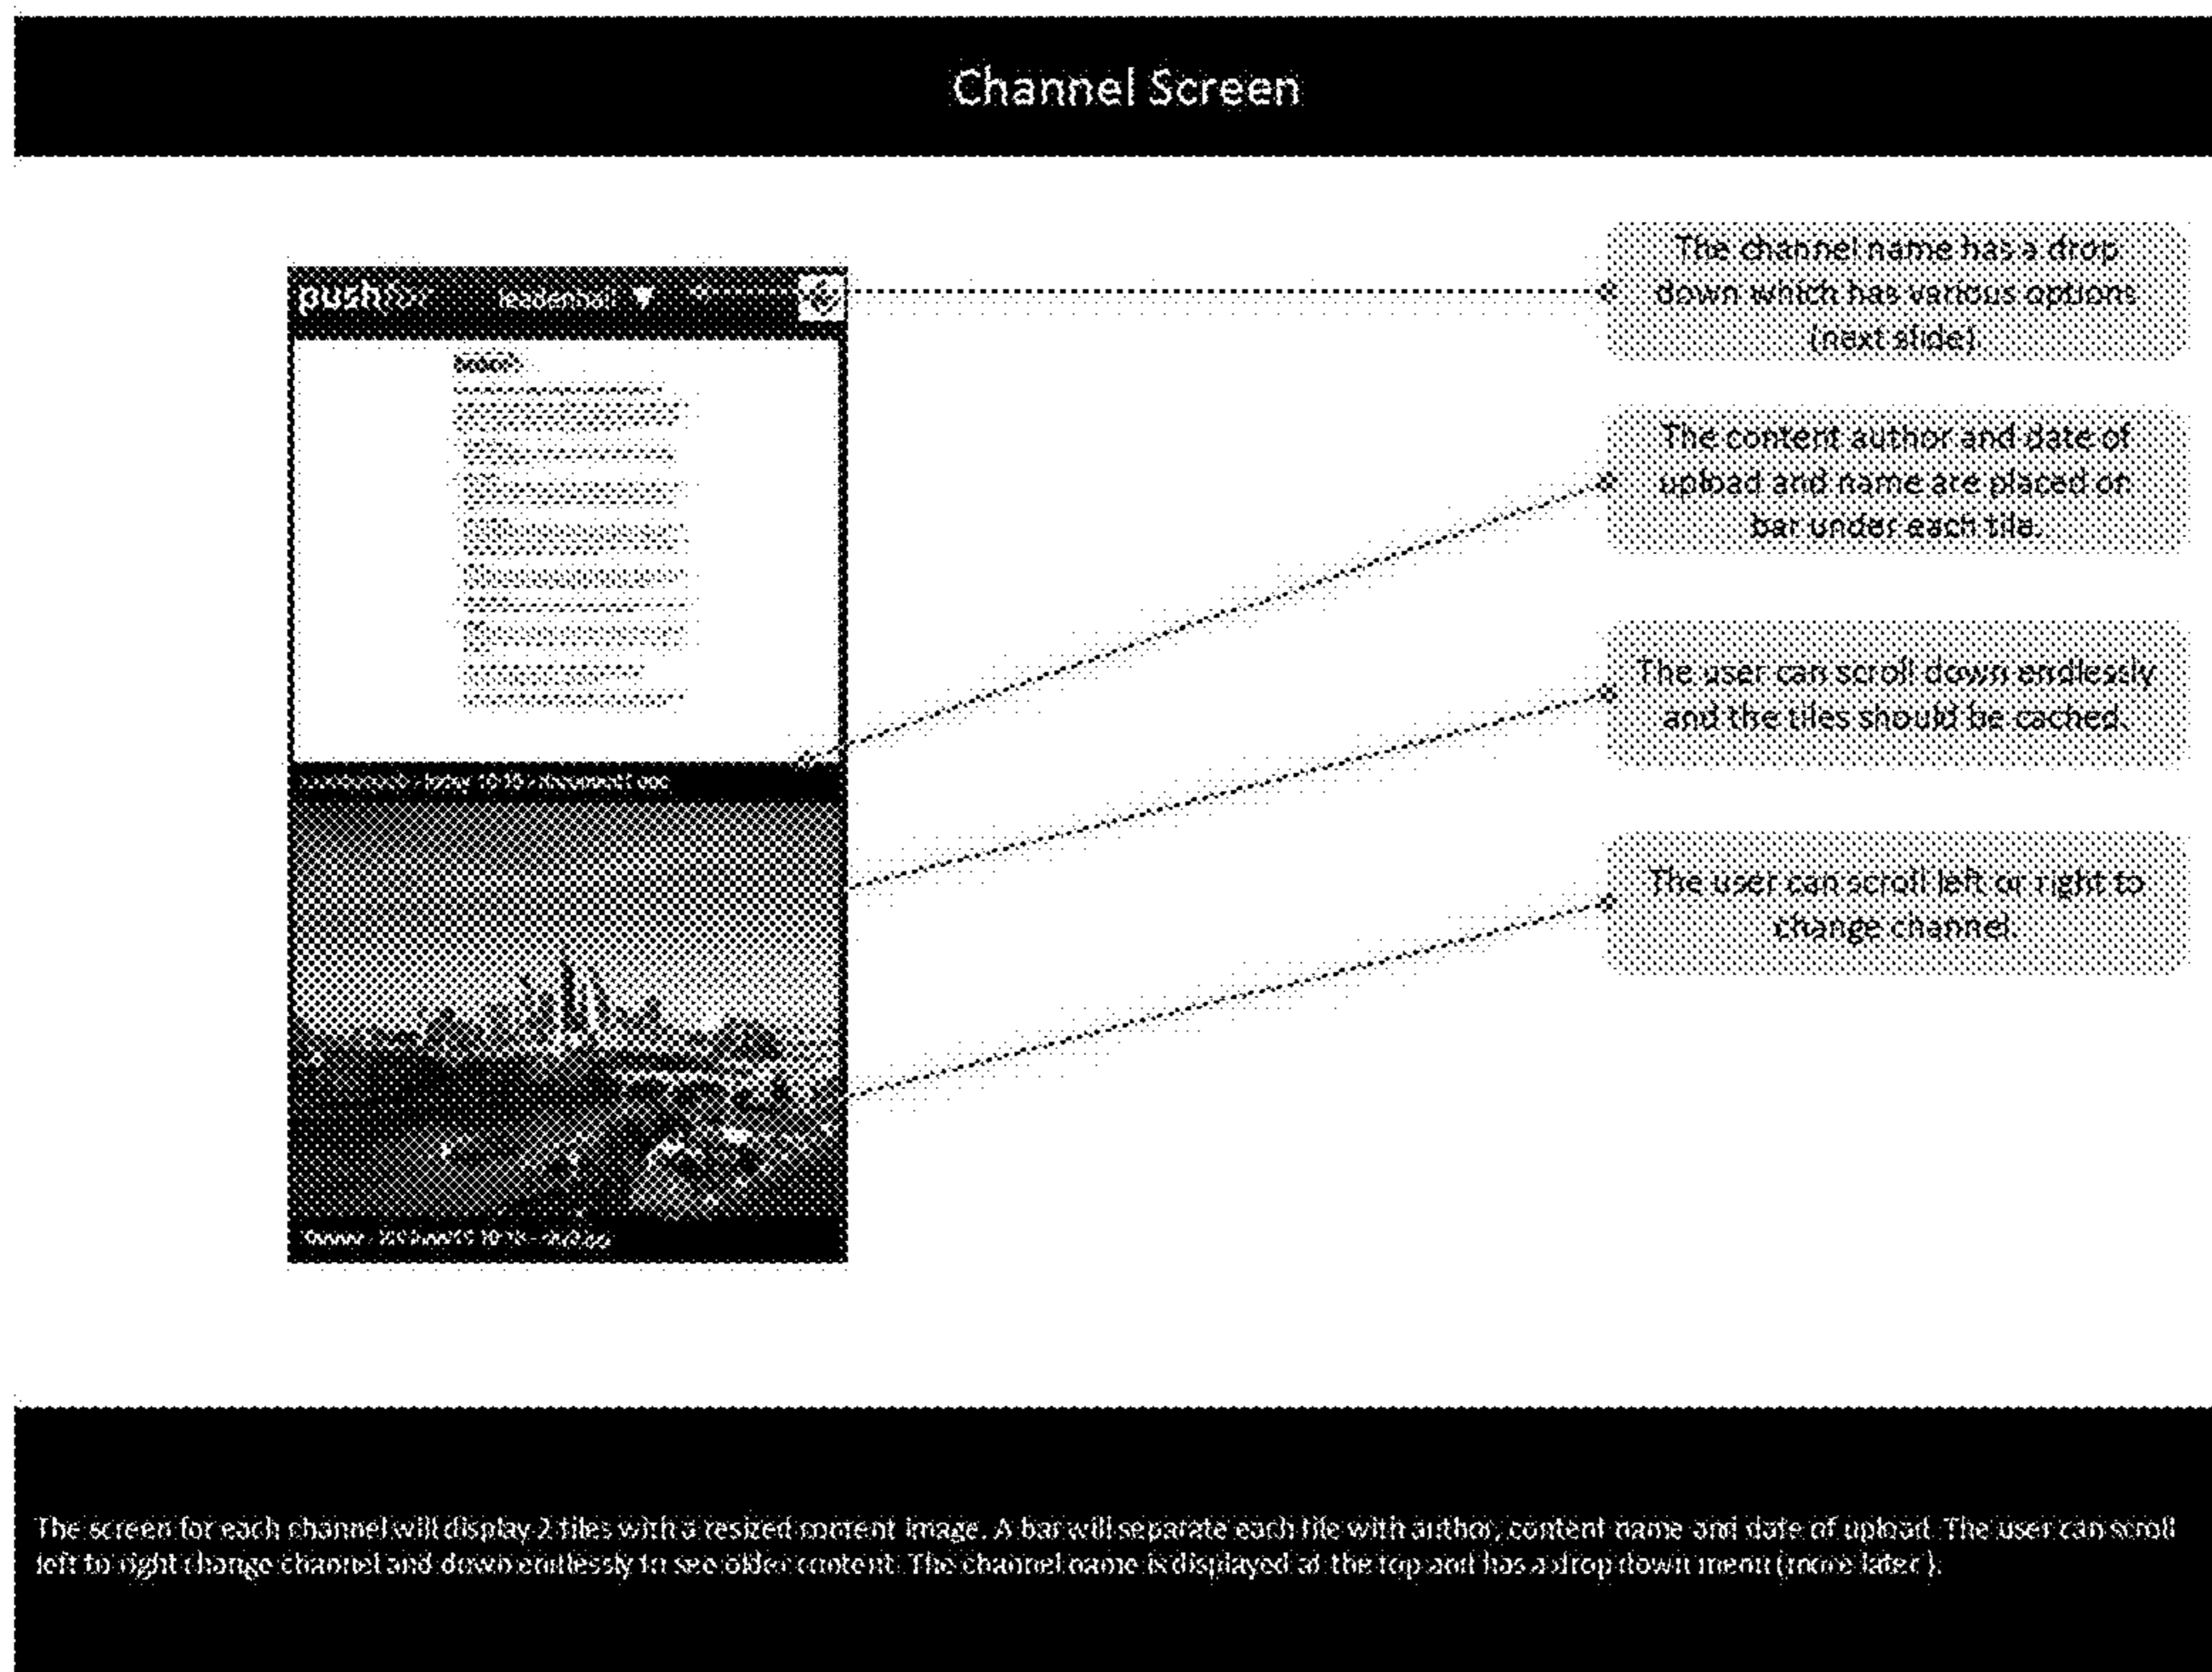 Channel Screen
push
leadenhall
The channel name has a drop
down which has various options
(next slide).
The content author and date of
upload and name are placed on
bar under each tile.
The user can scroll down endlessly
and the tiles should be cached.
The user can scroll left or right to
change channel.
The screen for each channel will display 2 tiles with a resized content image. A bar will separate each tile with author, content name and date of upload. The user can scroll
left to right change channel and down endlessly to see older content. The channel name is displayed at the top and has a drop down menu (more later).